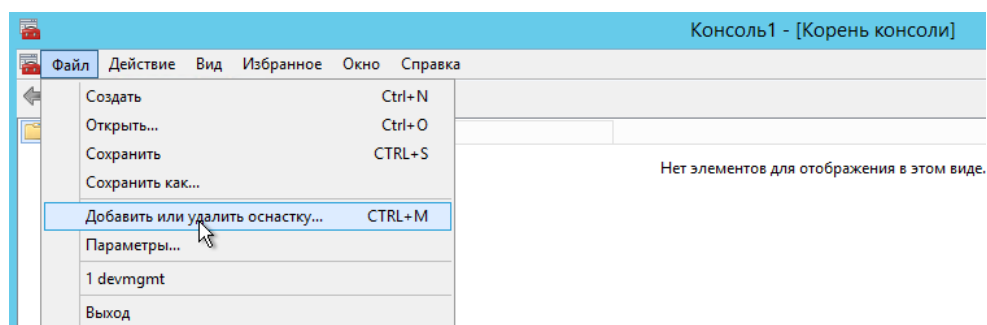 Консоль1 - [Корень консоли]
Файл Действие Вид Избранное Окно Справка
Создать Ctrl+N
Открыть... Ctrl+O
Сохранить CTRL+S
Сохранить как...
Нет элементов для отображения в этом виде.
Добавить или удалить оснастку... CTRL+M
Параметры...
1 devmgmt
Выход